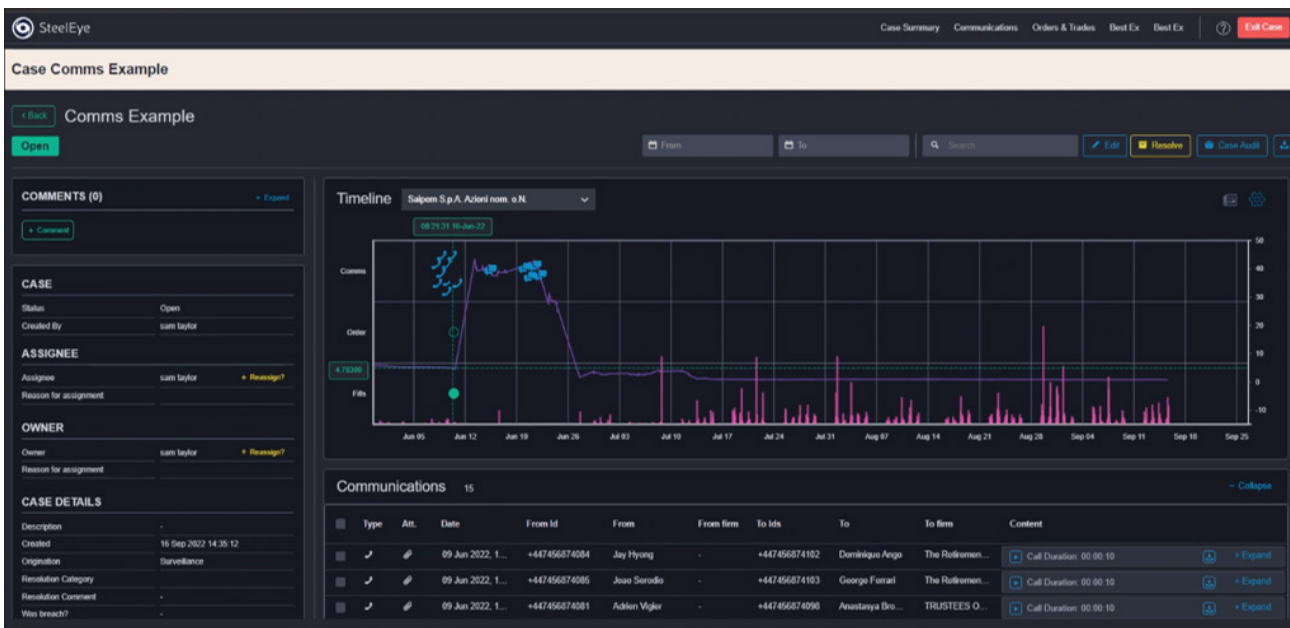 SteelEye
Case Summary Communications Orders & Trades Best Ex Best Ex Exit Case
Case Comms Example
‹ Back Comms Example
Open From To Search Edit Resolve Case Audit
COMMENTS (0) + Expand
+ Comment
CASE
Status Open
Created By sam taylor
ASSIGNEE
Assignee sam taylor + Reassign?
Reason for assignment
OWNER
Owner sam taylor + Reassign?
Reason for assignment
CASE DETAILS
Description -
Created 16 Sep 2022 14:35:12
Origination Surveillance
Resolution Category
Resolution Comment -
Was breach? -
Timeline Saipem S.p.A. Azioni nom. o.N.
08:21:31 10-Jun-22
Comms
Order
4.78300
Fills
50
40
30
20
10
0
-10
Jun 05 Jun 12 Jun 19 Jun 26 Jul 03 Jul 10 Jul 17 Jul 24 Jul 31 Aug 07 Aug 14 Aug 21 Aug 28 Sep 04 Sep 11 Sep 18 Sep 25
Communications 15 − Collapse
Type Att. Date From Id From From firm To Ids To To firm Content
09 Jun 2022, 1... +447456874084 Jay Hyong - +447456874102 Dominique Ango The Retiremen... Call Duration: 00:00:10 + Expand
09 Jun 2022, 1... +447456874085 Joao Serodio - +447456874103 George Ferrari The Retiremen... Call Duration: 00:00:10 + Expand
09 Jun 2022, 1... +447456874081 Adrien Vigier - +447456874098 Anastasya Bro... TRUSTEES O... Call Duration: 00:00:10 + Expand